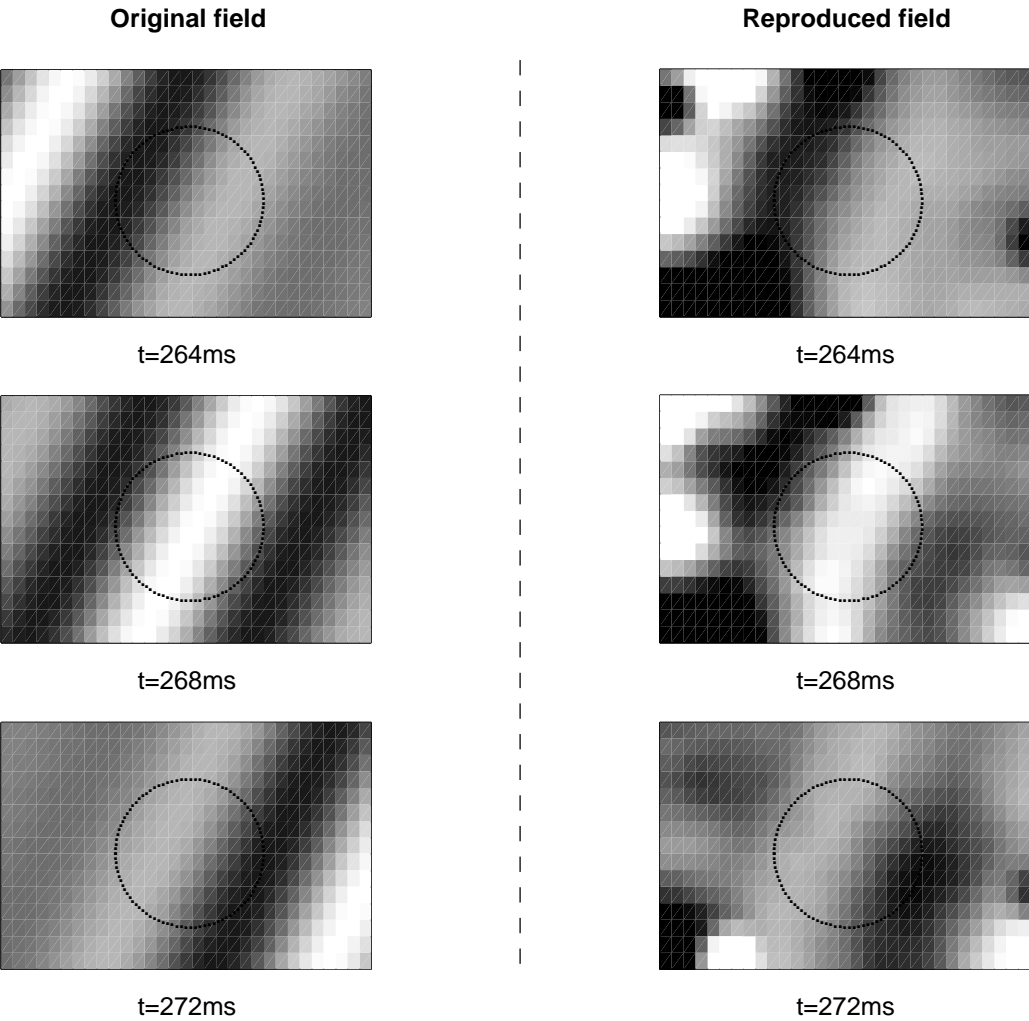 Original field
Reproduced field
t=264ms
t=264ms
t=268ms
t=268ms
t=272ms
t=272ms